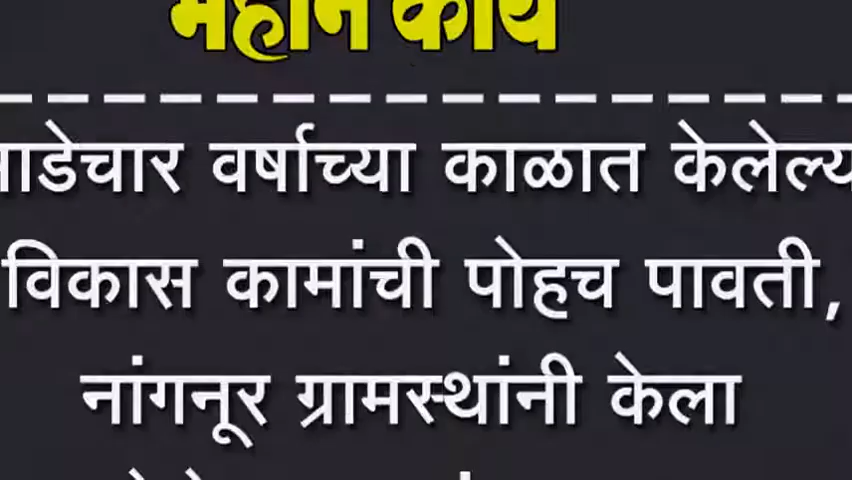 महान कार्य
वर्षाच्या काळात
विकास कामांची पोहच पावती,
नांगनूर ग्रामस्थांनी केला